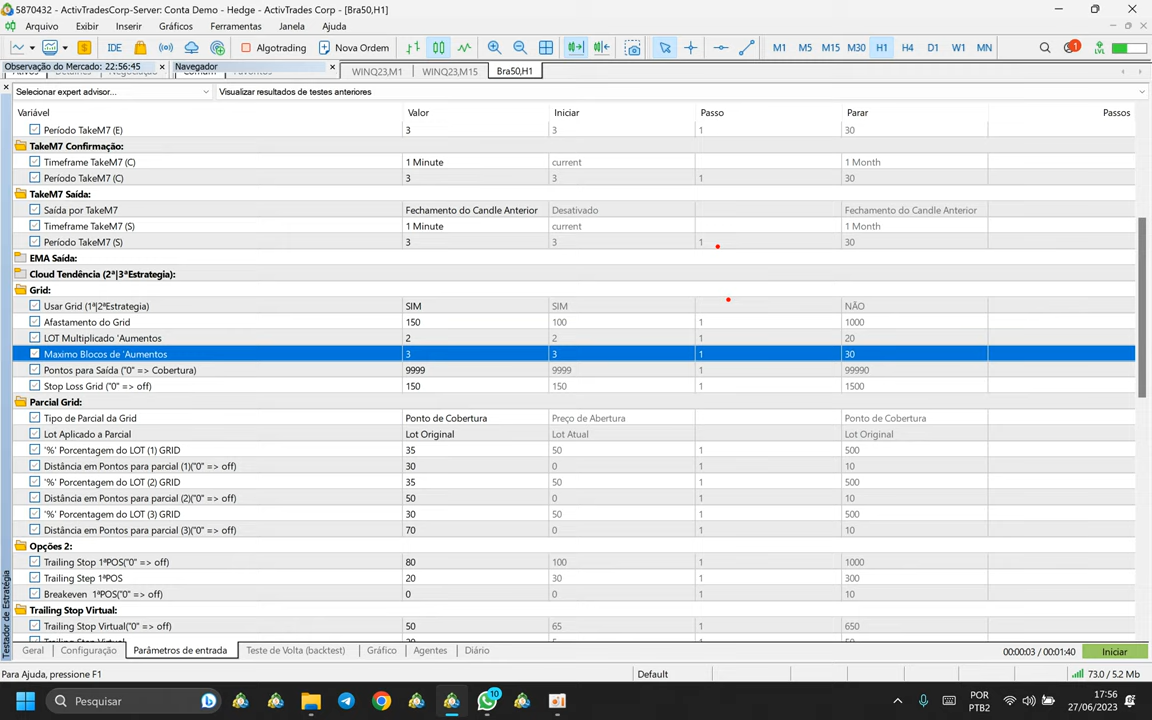 5870432 - ActivTradesCorp-Server: Conta Demo - Hedge - ActivTrades Corp - [Bra50,H1]
Arquivo Exibir Inserir Gráficos Ferramentas Janela Ajuda
IDE Algotrading Nova Ordem M1 M5 M15 M30 H1 H4 D1 W1 MN 1 LVL
Observação do Mercado: 22:56:45 × Navegador ×
Ativos Detalhes Negociação Comum Favoritos WINQ23,M1 WINQ23,M15 Bra50,H1
Selecionar expert advisor... Visualizar resultados de testes anteriores
Variável Valor Iniciar Passo Parar Passos
Período TakeM7 (E) 3 3 1 30
TakeM7 Confirmação:
Timeframe TakeM7 (C) 1 Minute current 1 Month
Período TakeM7 (C) 3 3 1 30
TakeM7 Saída:
Saída por TakeM7 Fechamento do Candle Anterior Desativado Fechamento do Candle Anterior
Timeframe TakeM7 (S) 1 Minute current 1 Month
Período TakeM7 (S) 3 3 1 30
EMA Saída:
Cloud Tendência (2ª|3ªEstrategia):
Grid:
Usar Grid (1ª|2ªEstrategia) SIM SIM NÃO
Afastamento do Grid 150 100 1 1000
LOT Multiplicado 'Aumentos 2 2 1 20
Maximo Blocos de 'Aumentos 3 3 1 30
Pontos para Saída ("0" => Cobertura) 9999 9999 1 99990
Stop Loss Grid ("0" => off) 150 150 1 1500
Parcial Grid:
Tipo de Parcial da Grid Ponto de Cobertura Preço de Abertura Ponto de Cobertura
Lot Aplicado a Parcial Lot Original Lot Atual Lot Original
'%' Porcentagem do LOT (1) GRID 35 50 1 500
Distância em Pontos para parcial (1)("0" => off) 30 0 1 10
'%' Porcentagem do LOT (2) GRID 35 50 1 500
Distância em Pontos para parcial (2)("0" => off) 50 0 1 10
'%' Porcentagem do LOT (3) GRID 30 50 1 500
Distância em Pontos para parcial (3)("0" => off) 70 0 1 10
Opções 2:
Trailing Stop 1ªPOS("0" => off) 80 100 1 1000
Trailing Step 1ªPOS 20 30 1 300
Breakeven 1ªPOS("0" => off) 0 0 1 10
Trailing Stop Virtual:
Trailing Stop Virtual("0" => off) 50 65 1 650
Testador de Estratégia
Geral Configuração Parâmetros de entrada Teste de Volta (backtest) Gráfico Agentes Diário 00:00:03 / 00:01:40 Iniciar
Para Ajuda, pressione F1 Default 73.0 / 5.2 Mb
Pesquisar 10 POR PTB2 17:56 27/06/2023